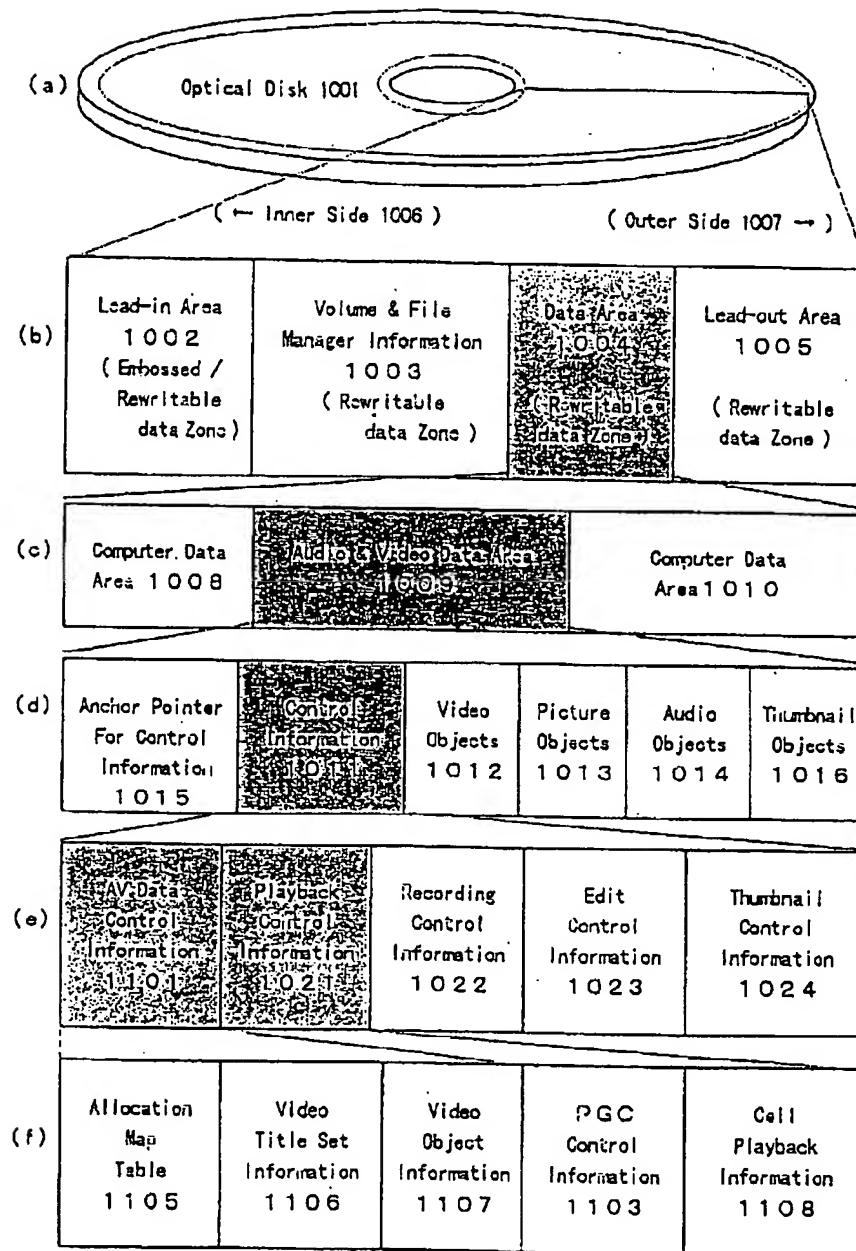 (a)
Optical Disk 1001
( ← Inner Side 1006 )
( Outer Side 1007 → )
(b)
Lead-in Area
1002
( Embossed /
Rewritable
data Zone )
Volume & File
Manager Information
1003
( Rewritable
data Zone )
Data Area
1004
( Rewritable
data Zone )
Lead-out Area
1005
( Rewritable
data Zone )
(c)
Computer Data
Area 1008
Audio & Video Data Area
1009
Computer Data
Area 1010
(d)
Anchor Pointer
For Control
Information
1015
Control
Information
1011
Video
Objects
1012
Picture
Objects
1013
Audio
Objects
1014
Thumbnail
Objects
1016
(e)
AV Data
Control
Information
1101
Playback
Control
Information
1021
Recording
Control
Information
1022
Edit
Control
Information
1023
Thumbnail
Control
Information
1024
(f)
Allocation
Map
Table
1105
Video
Title Set
Information
1106
Video
Object
Information
1107
PGC
Control
Information
1103
Cell
Playback
Information
1108